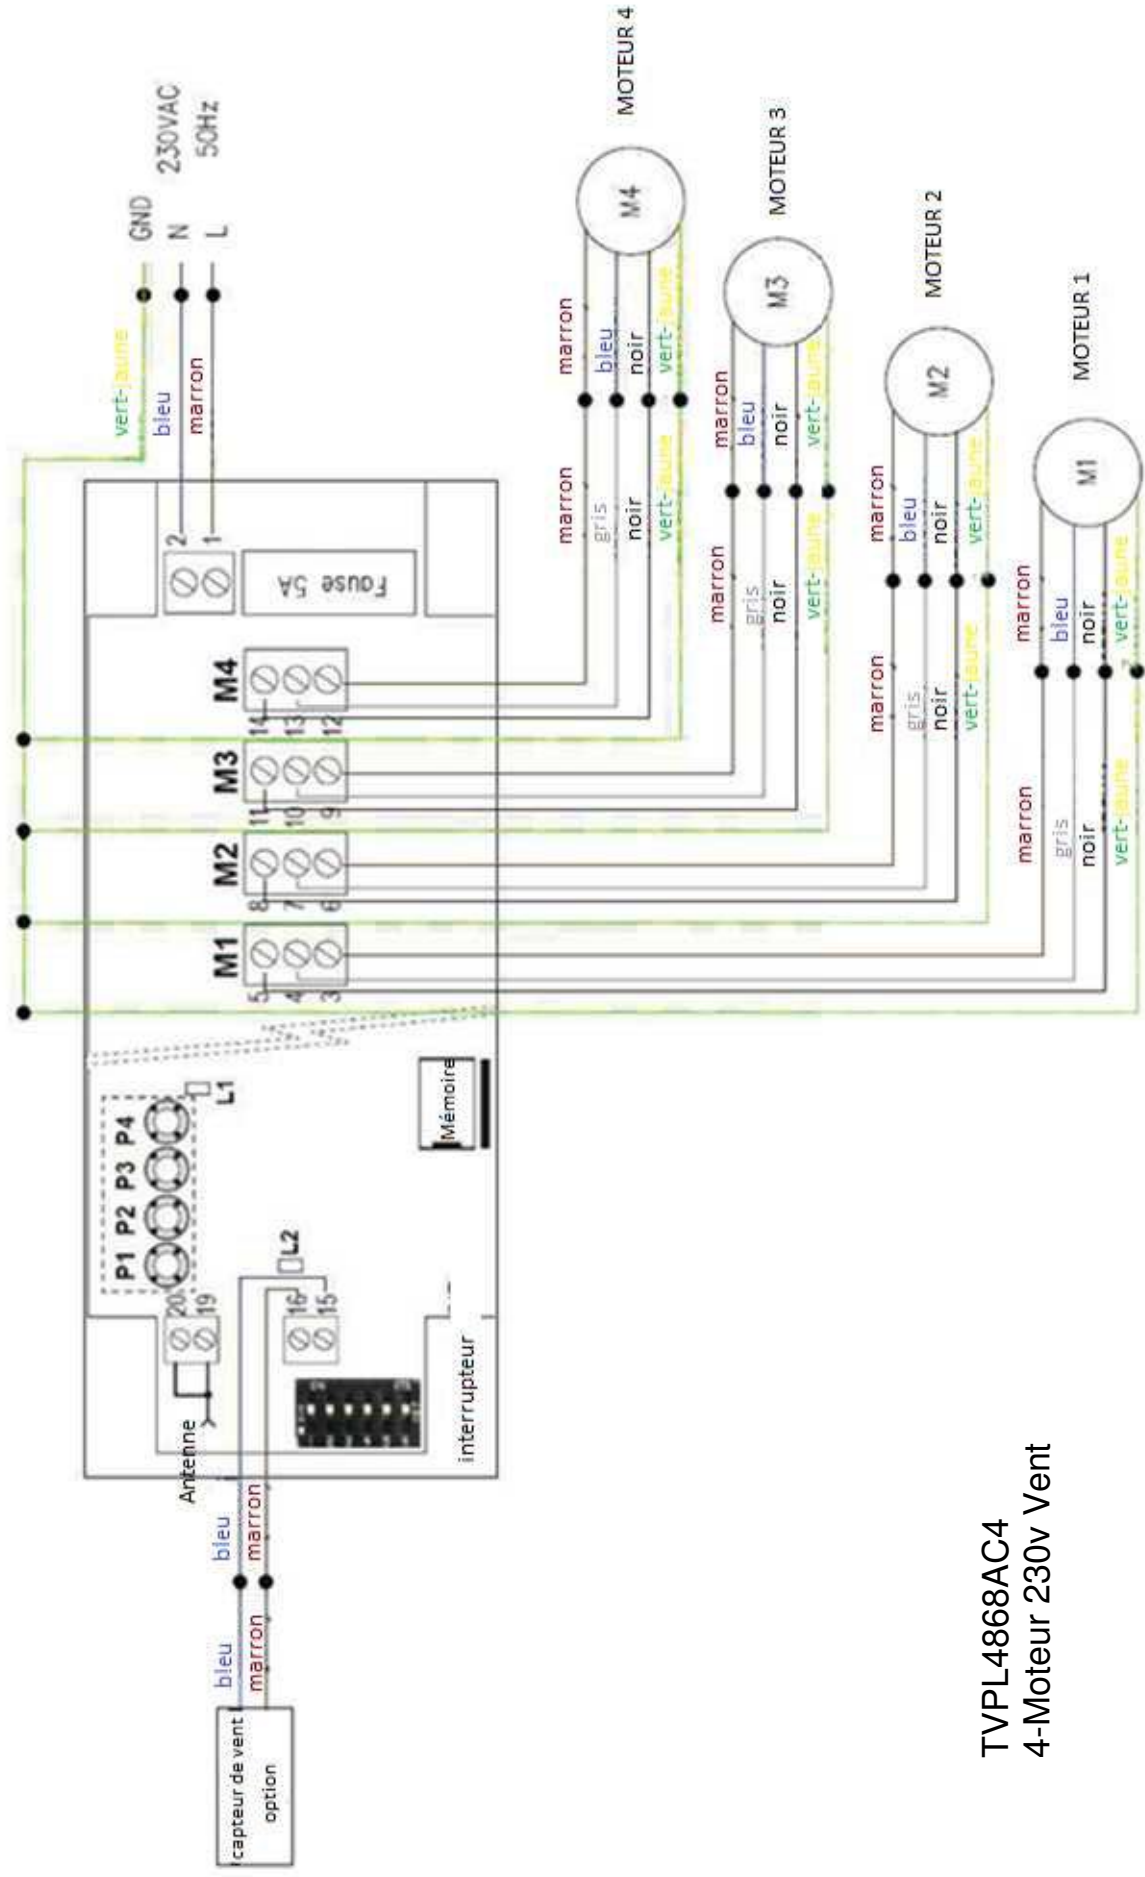 GND
N 230VAC
L 50Hz
vert-jaune
bleu
marron
2
1
fause 5A
M4
14
13
12
M3
11
10
9
M2
8
7
6
M1
5
4
3
marron
bleu
noir
vert-jaune
marron
gris
noir
vert-jaune
M4
MOTEUR 4
marron
bleu
noir
vert-jaune
marron
gris
noir
vert-jaune
M3
MOTEUR 3
marron
bleu
noir
vert-jaune
marron
gris
noir
vert-jaune
M2
MOTEUR 2
marron
bleu
noir
vert-jaune
marron
gris
noir
vert-jaune
M1
MOTEUR 1
P1 P2 P3 P4
L1
Mémoire
L2
20
19
16
15
Antenne
interrupteur
bleu
marron
bleu
marron
capteur de vent
option
TVPL4868AC4
4-Moteur 230v Vent